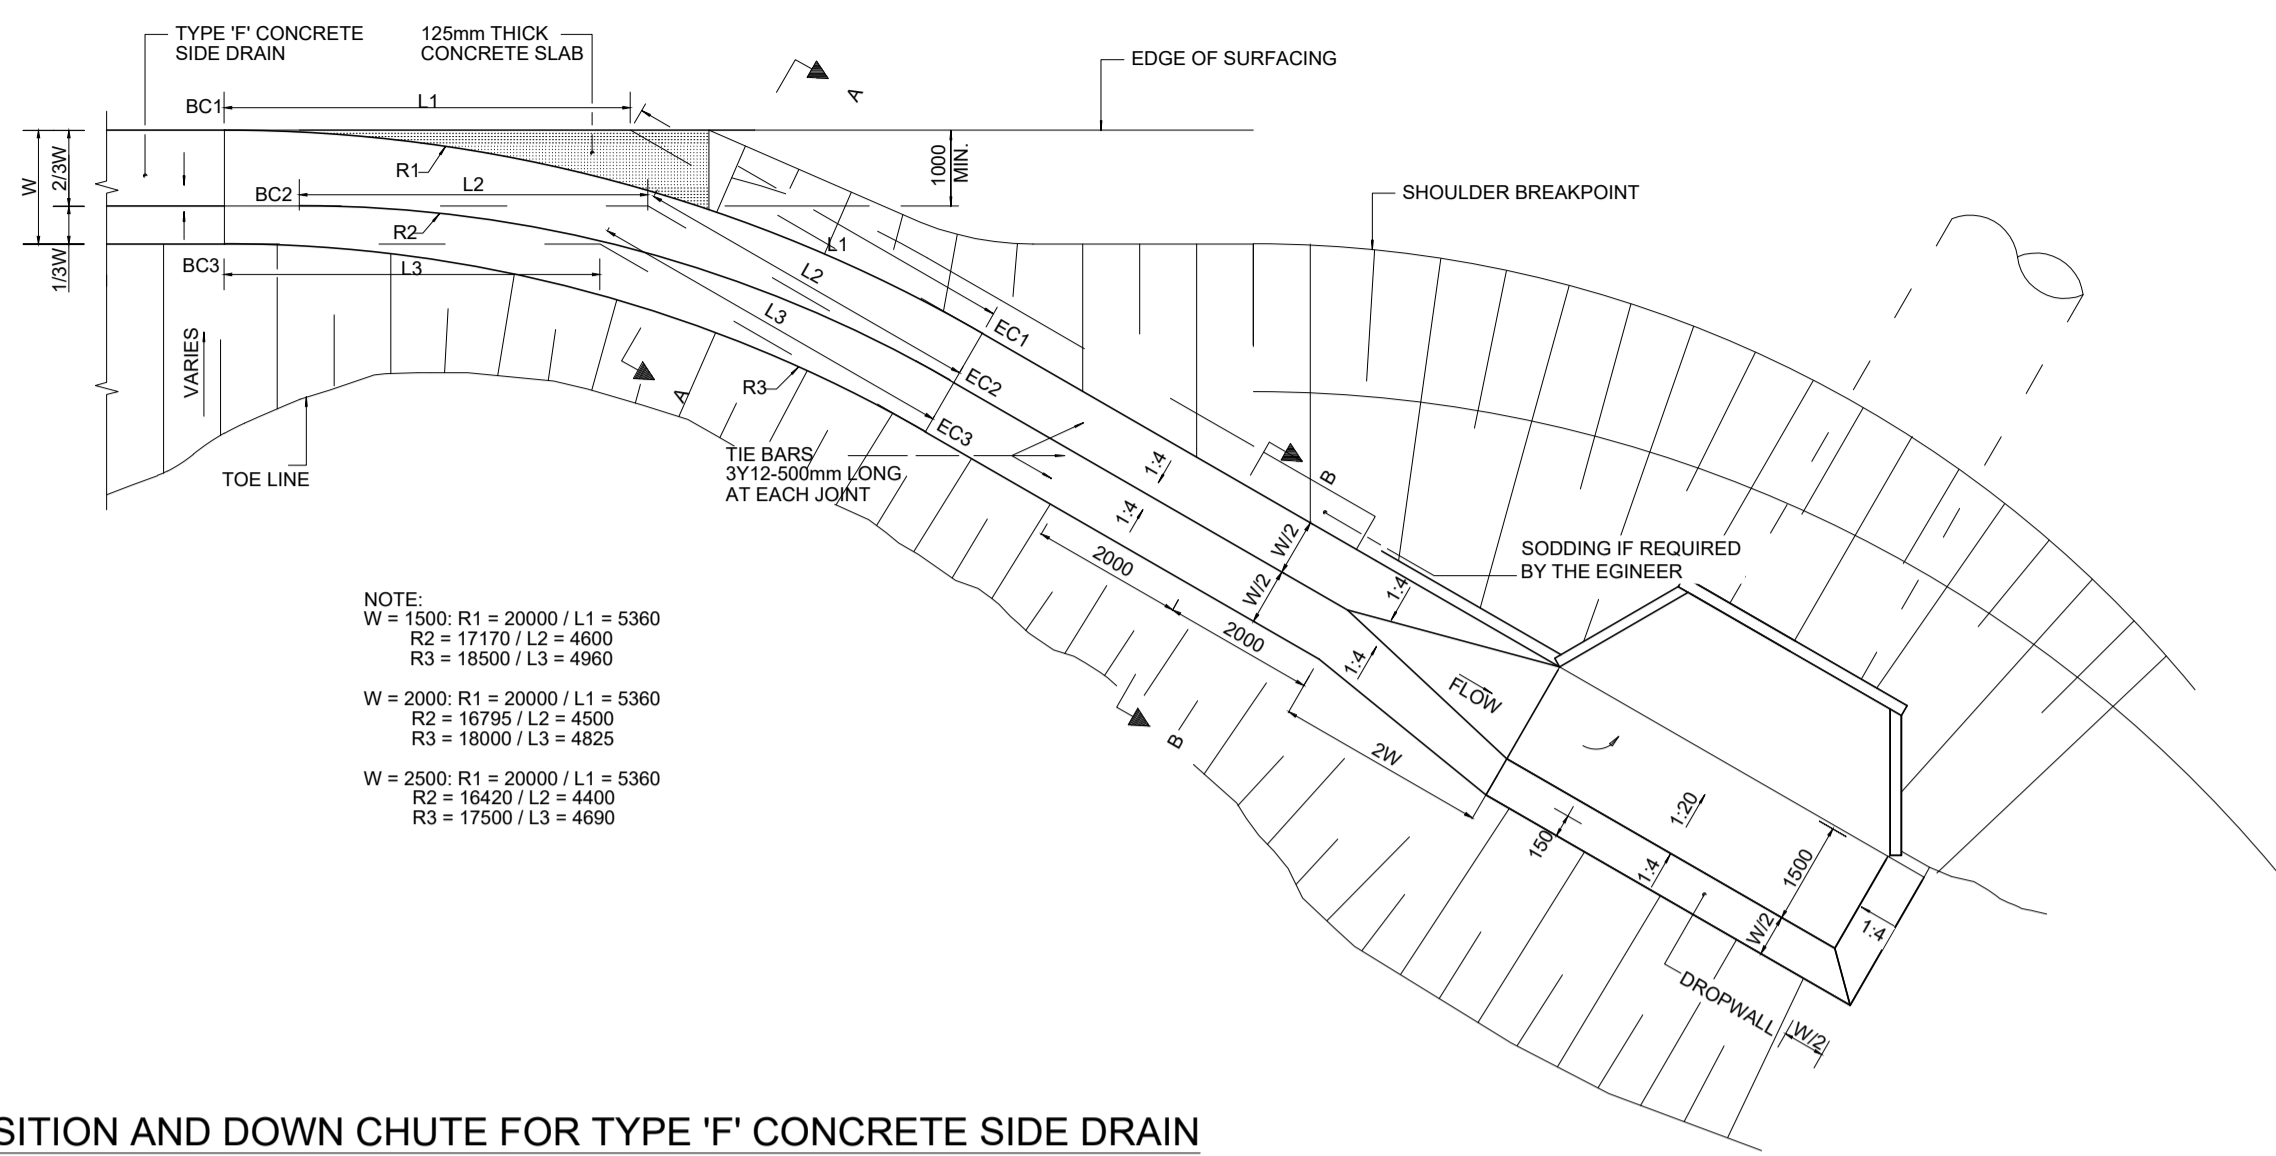 TYPE 'F' CONCRETE
SIDE DRAIN
125mm THICK
CONCRETE SLAB
EDGE OF SURFACING
A
BC1
L1
W
2/3W
1/3W
R1
1000
MIN.
BC2
L2
SHOULDER BREAKPOINT
R2
L1
BC3
L3
L2
L3
VARIES
EC1
EC2
EC3
R3
A
TOE LINE
TIE BARS
3Y12-500mm LONG
AT EACH JOINT
1:4
1:4
B
W/2
W/2
2000
2000
1:4
1:4
SODDING IF REQUIRED
BY THE EGINEER
FLOW
B
2W
NOTE:
W = 1500: R1 = 20000 / L1 = 5360
R2 = 17170 / L2 = 4600
R3 = 18500 / L3 = 4960
W = 2000: R1 = 20000 / L1 = 5360
R2 = 16795 / L2 = 4500
R3 = 18000 / L3 = 4825
W = 2500: R1 = 20000 / L1 = 5360
R2 = 16420 / L2 = 4400
R3 = 17500 / L3 = 4690
1:20
150
1:4
1500
W/2
1:4
DROPWALL
W/2
SITION AND DOWN CHUTE FOR TYPE 'F' CONCRETE SIDE DRAIN